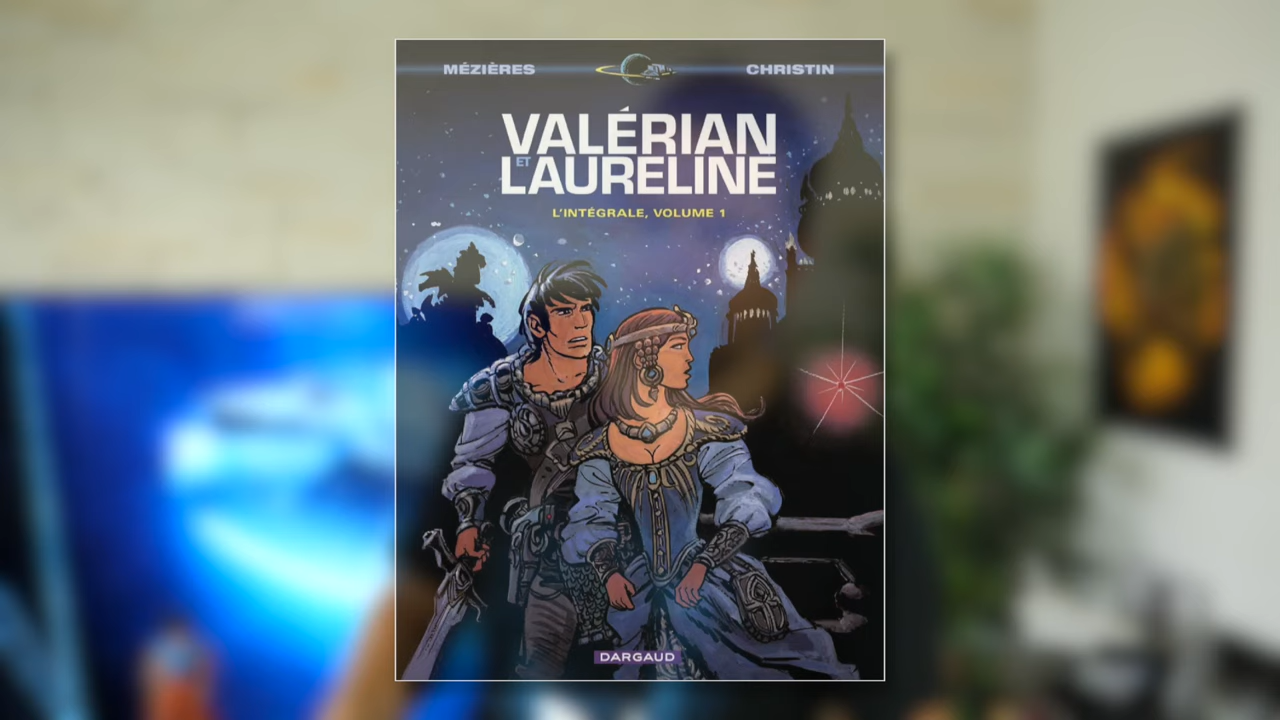 MÉZIÈRES
CHRISTIN
VALÉRIAN
ET
LAURELINE
L'INTÉGRALE, VOLUME 1
DARGAUD